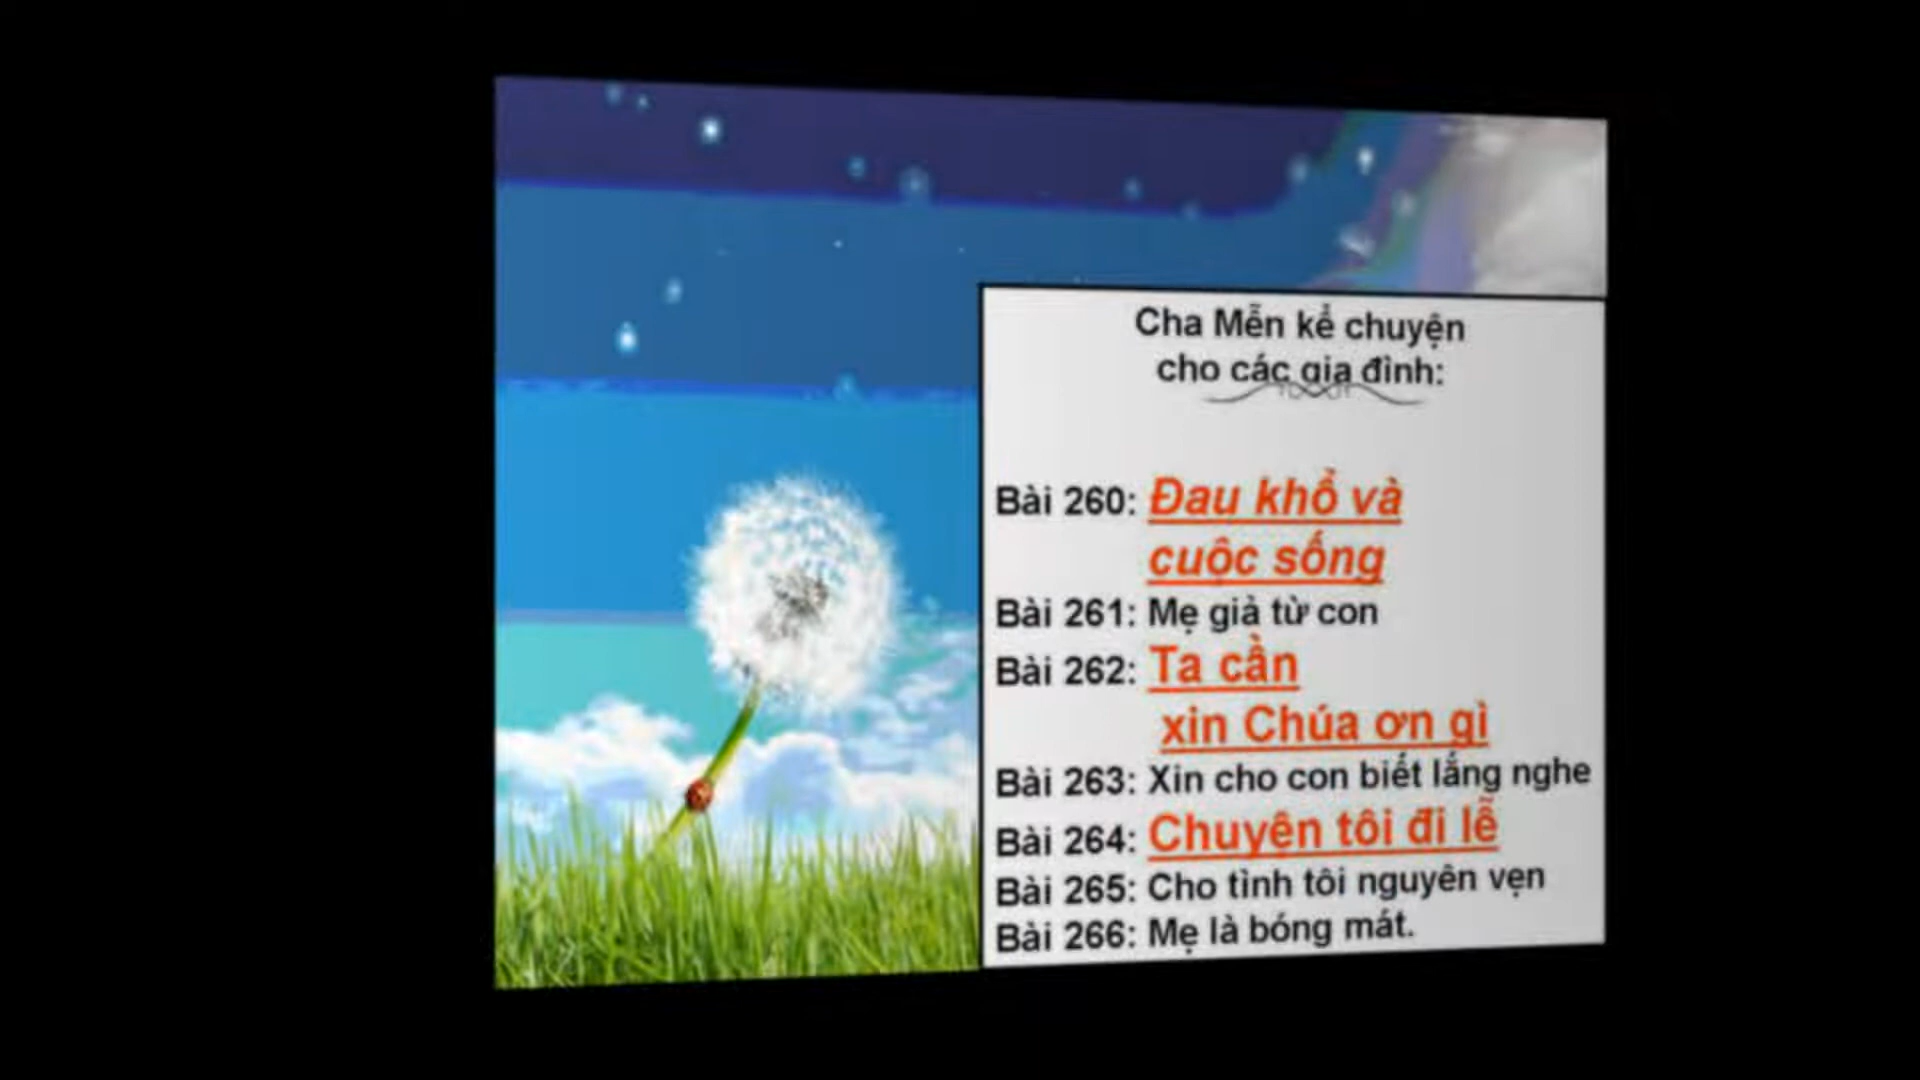 Cha Mễn kể chuyện
cho các gia đình:
Bài 260: Đau khổ và
cuộc sống
Bài 261: Mẹ già từ con
Bài 262: Ta cần
xin Chúa ơn gì
Bài 263: Xin cho con biết lắng nghe
Bài 264: Chuyện tôi đi lễ
Bài 265: Cho tình tôi nguyên vẹn
Bài 266: Mẹ là bóng mát.